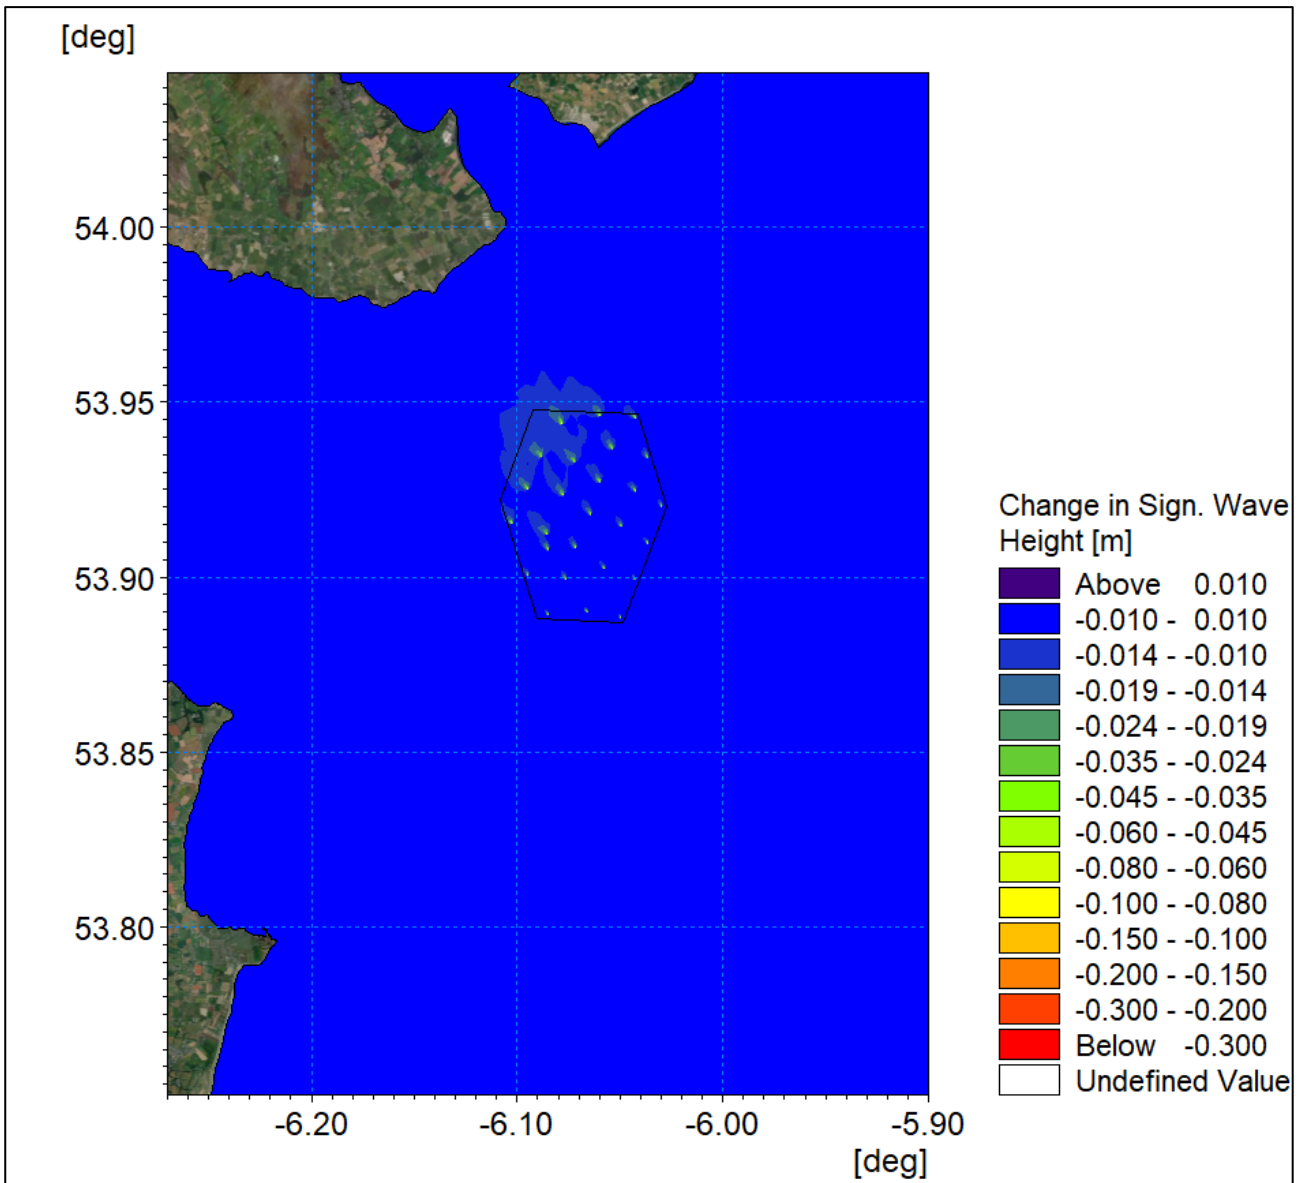 [deg]
54.00
53.95
53.90
53.85
53.80
-6.20
-6.10
-6.00
-5.90
[deg]
Change in Sign. Wave
Height [m]
Above 0.010
-0.010 - 0.010
-0.014 - -0.010
-0.019 - -0.014
-0.024 - -0.019
-0.035 - -0.024
-0.045 - -0.035
-0.060 - -0.045
-0.080 - -0.060
-0.100 - -0.080
-0.150 - -0.100
-0.200 - -0.150
-0.300 - -0.200
Below -0.300
Undefined Value